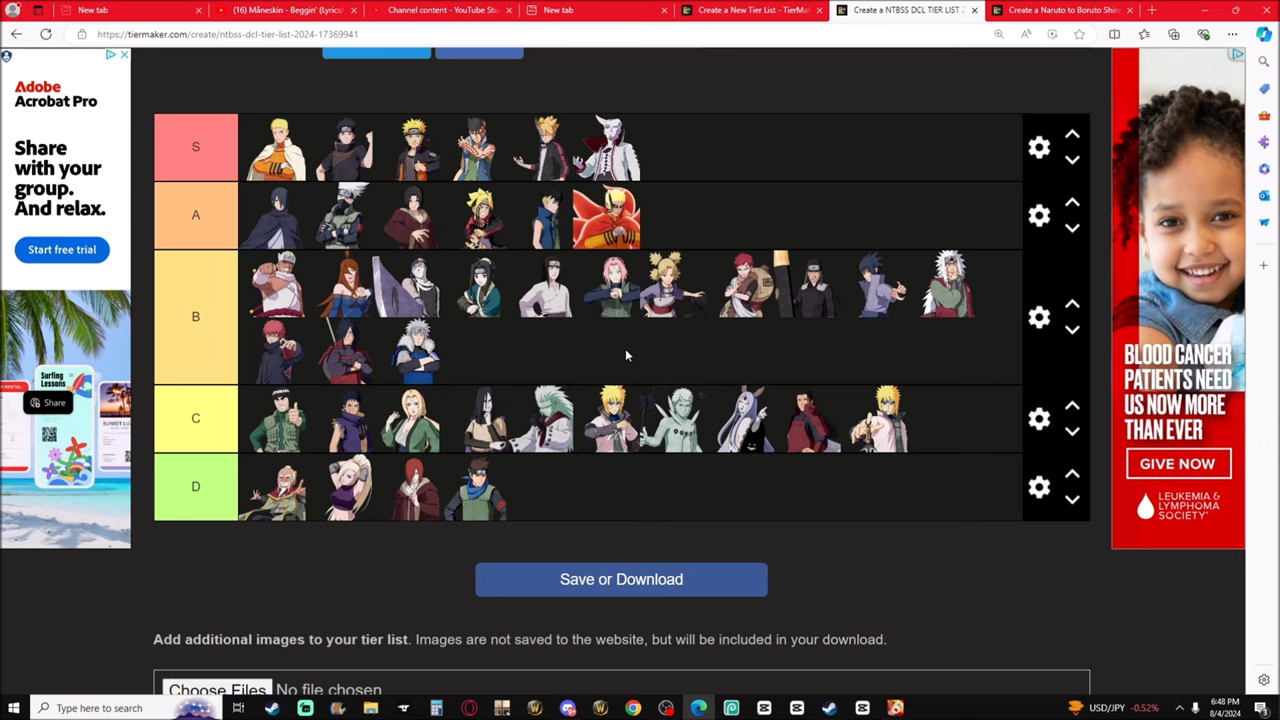 New tab
(16) Måneskin - Beggin' (Lyrics/
Channel content - YouTube Stu
New tab
Create a New Tier List - TierMa
Create a NTBSS DCL TIER LIST 2
Create a Naruto to Boruto Shin
https://tiermaker.com/create/ntbss-dcl-tier-list-2024-17369941
Adobe
Acrobat Pro
Share
with your
group.
And relax.
Start free trial
Surfing
Lessons
Share
S
A
B
C
D
BLOOD CANCER
PATIENTS NEED
US NOW MORE
THAN EVER
GIVE NOW
LEUKEMIA &
LYMPHOMA
SOCIETY
Save or Download
Add additional images to your tier list. Images are not saved to the website, but will be included in your download.
Choose Files No file chosen
Type here to search
USD/JPY -0.52%
6:48 PM
8/4/2024